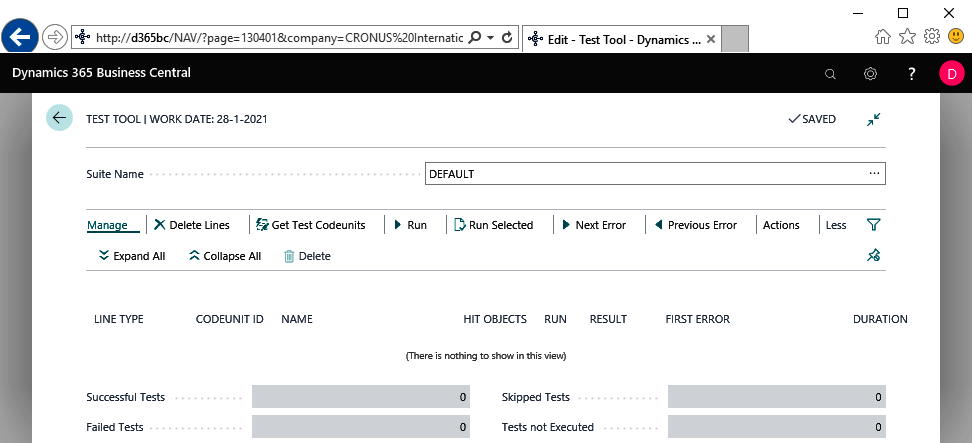 http://d365bc/NAV/?page=130401&company=CRONUS%20Internatic
Edit - Test Tool - Dynamics ...
Dynamics 365 Business Central
?
D
TEST TOOL | WORK DATE: 28-1-2021
SAVED
Suite Name
DEFAULT
...
Manage Delete Lines Get Test Codeunits Run Run Selected Next Error Previous Error Actions Less
Expand All Collapse All Delete
LINE TYPE CODEUNIT ID NAME HIT OBJECTS RUN RESULT FIRST ERROR DURATION
(There is nothing to show in this view)
Successful Tests 0 Skipped Tests 0
Failed Tests 0 Tests not Executed 0